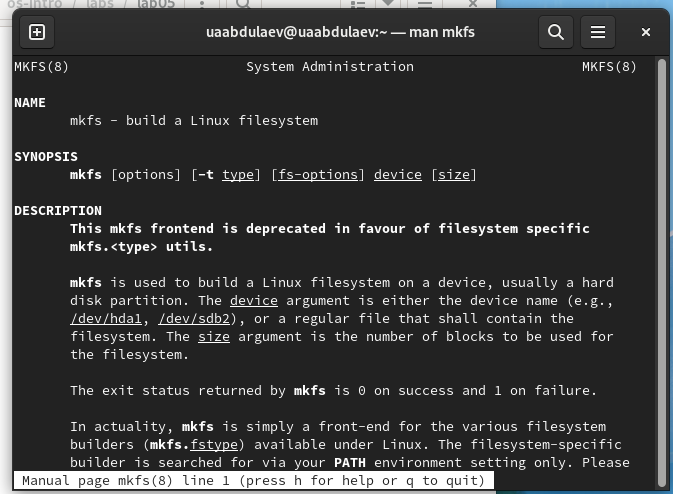 os-intro / labs / lab05
uaabdulaev@uaabdulaev:~ — man mkfs
MKFS(8) System Administration MKFS(8)
NAME
mkfs - build a Linux filesystem
SYNOPSIS
mkfs [options] [-t type] [fs-options] device [size]
DESCRIPTION
This mkfs frontend is deprecated in favour of filesystem specific
mkfs.<type> utils.
mkfs is used to build a Linux filesystem on a device, usually a hard
disk partition. The device argument is either the device name (e.g.,
/dev/hda1, /dev/sdb2), or a regular file that shall contain the
filesystem. The size argument is the number of blocks to be used for
the filesystem.
The exit status returned by mkfs is 0 on success and 1 on failure.
In actuality, mkfs is simply a front-end for the various filesystem
builders (mkfs.fstype) available under Linux. The filesystem-specific
builder is searched for via your PATH environment setting only. Please
Manual page mkfs(8) line 1 (press h for help or q to quit)